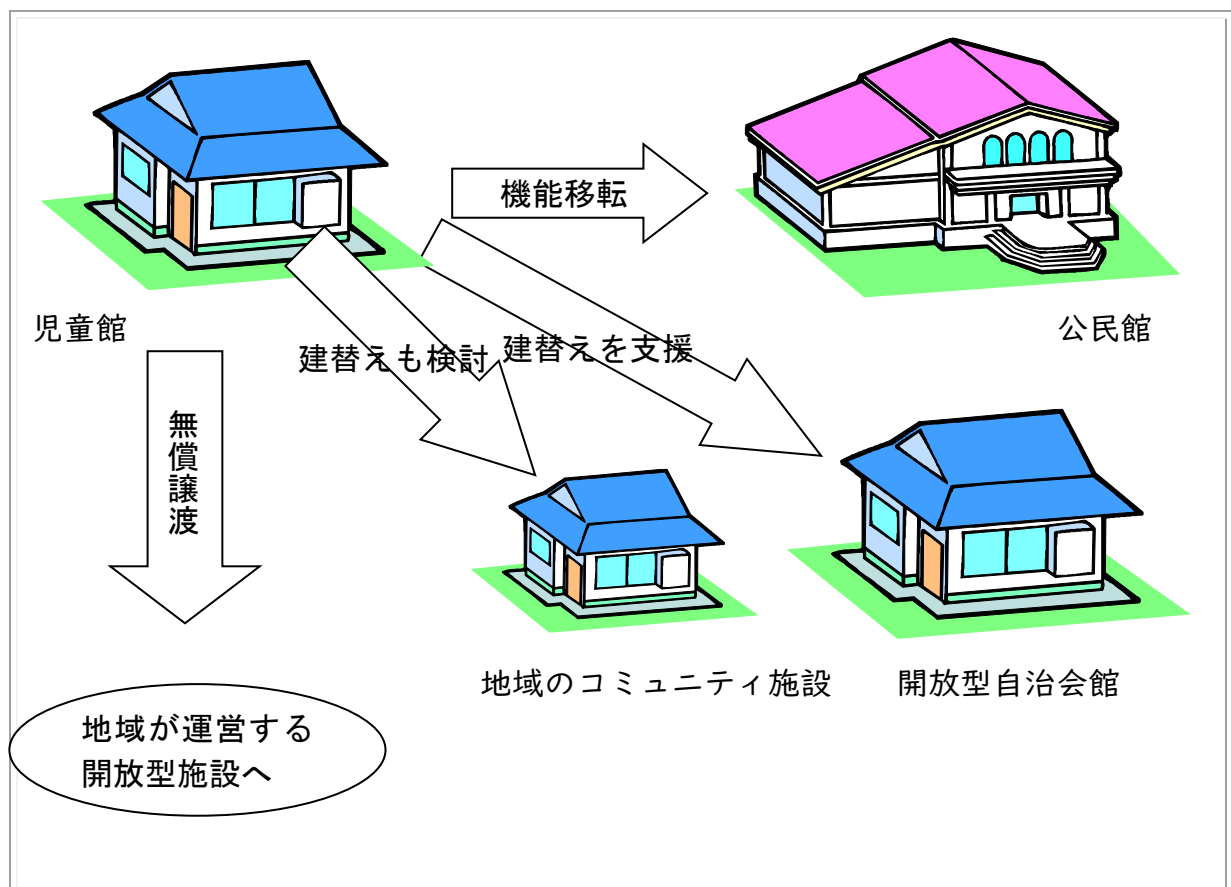 機能移転
児童館
公民館
建替えも検討
建替えを支援
無償譲渡
地域のコミュニティ施設
開放型自治会館
地域が運営する
開放型施設へ